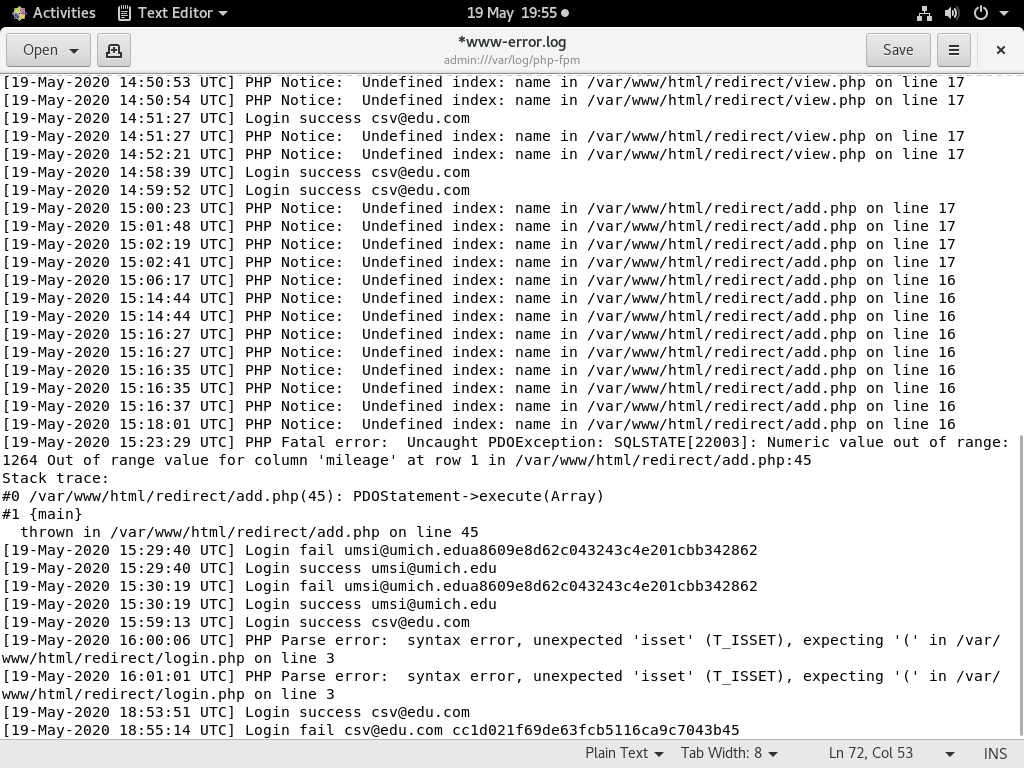 Activities Text Editor 19 May 19:55
Open *www-error.log Save
admin:///var/log/php-fpm
[19-May-2020 14:50:53 UTC] PHP Notice:  Undefined index: name in /var/www/html/redirect/view.php on line 17
[19-May-2020 14:50:54 UTC] PHP Notice:  Undefined index: name in /var/www/html/redirect/view.php on line 17
[19-May-2020 14:51:27 UTC] Login success csv@edu.com
[19-May-2020 14:51:27 UTC] PHP Notice:  Undefined index: name in /var/www/html/redirect/view.php on line 17
[19-May-2020 14:52:21 UTC] PHP Notice:  Undefined index: name in /var/www/html/redirect/view.php on line 17
[19-May-2020 14:58:39 UTC] Login success csv@edu.com
[19-May-2020 14:59:52 UTC] Login success csv@edu.com
[19-May-2020 15:00:23 UTC] PHP Notice:  Undefined index: name in /var/www/html/redirect/add.php on line 17
[19-May-2020 15:01:48 UTC] PHP Notice:  Undefined index: name in /var/www/html/redirect/add.php on line 17
[19-May-2020 15:02:19 UTC] PHP Notice:  Undefined index: name in /var/www/html/redirect/add.php on line 17
[19-May-2020 15:02:41 UTC] PHP Notice:  Undefined index: name in /var/www/html/redirect/add.php on line 17
[19-May-2020 15:06:17 UTC] PHP Notice:  Undefined index: name in /var/www/html/redirect/add.php on line 16
[19-May-2020 15:14:44 UTC] PHP Notice:  Undefined index: name in /var/www/html/redirect/add.php on line 16
[19-May-2020 15:14:44 UTC] PHP Notice:  Undefined index: name in /var/www/html/redirect/add.php on line 16
[19-May-2020 15:16:27 UTC] PHP Notice:  Undefined index: name in /var/www/html/redirect/add.php on line 16
[19-May-2020 15:16:27 UTC] PHP Notice:  Undefined index: name in /var/www/html/redirect/add.php on line 16
[19-May-2020 15:16:35 UTC] PHP Notice:  Undefined index: name in /var/www/html/redirect/add.php on line 16
[19-May-2020 15:16:35 UTC] PHP Notice:  Undefined index: name in /var/www/html/redirect/add.php on line 16
[19-May-2020 15:16:37 UTC] PHP Notice:  Undefined index: name in /var/www/html/redirect/add.php on line 16
[19-May-2020 15:18:01 UTC] PHP Notice:  Undefined index: name in /var/www/html/redirect/add.php on line 16
[19-May-2020 15:23:29 UTC] PHP Fatal error:  Uncaught PDOException: SQLSTATE[22003]: Numeric value out of range:
1264 Out of range value for column 'mileage' at row 1 in /var/www/html/redirect/add.php:45
Stack trace:
#0 /var/www/html/redirect/add.php(45): PDOStatement->execute(Array)
#1 {main}
  thrown in /var/www/html/redirect/add.php on line 45
[19-May-2020 15:29:40 UTC] Login fail umsi@umich.edua8609e8d62c043243c4e201cbb342862
[19-May-2020 15:29:40 UTC] Login success umsi@umich.edu
[19-May-2020 15:30:19 UTC] Login fail umsi@umich.edua8609e8d62c043243c4e201cbb342862
[19-May-2020 15:30:19 UTC] Login success umsi@umich.edu
[19-May-2020 15:59:13 UTC] Login success csv@edu.com
[19-May-2020 16:00:06 UTC] PHP Parse error:  syntax error, unexpected 'isset' (T_ISSET), expecting '(' in /var/
www/html/redirect/login.php on line 3
[19-May-2020 16:01:01 UTC] PHP Parse error:  syntax error, unexpected 'isset' (T_ISSET), expecting '(' in /var/
www/html/redirect/login.php on line 3
[19-May-2020 18:53:51 UTC] Login success csv@edu.com
[19-May-2020 18:55:14 UTC] Login fail csv@edu.com cc1d021f69de63fcb5116ca9c7043b45
Plain Text Tab Width: 8 Ln 72, Col 53 INS